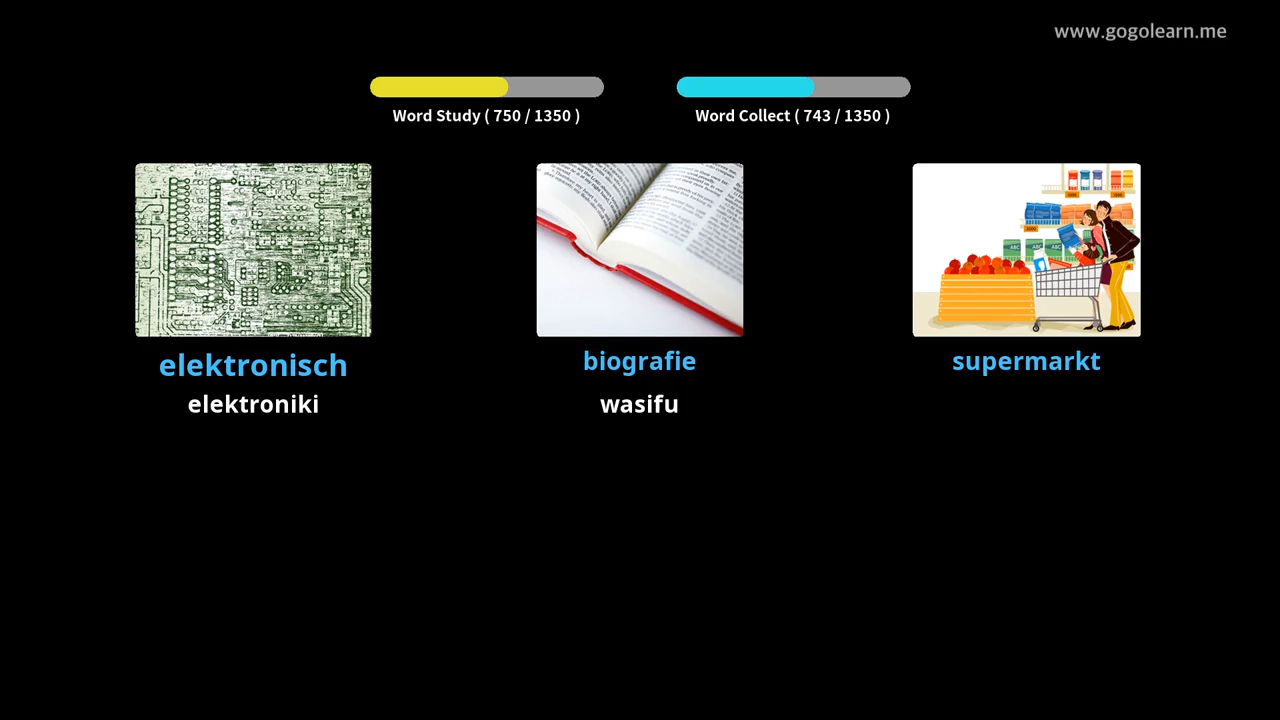 www.gogolearn.me
Word Study ( 750 / 1350 )
Word Collect ( 743 / 1350 )
elektronisch
elektroniki
biografie
wasifu
supermarkt